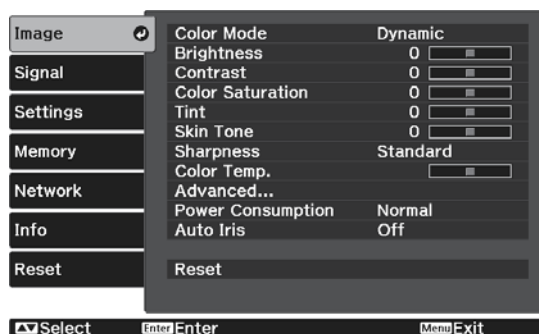 Image
Signal
Settings
Memory
Network
Info
Reset
Color Mode Dynamic
Brightness 0
Contrast 0
Color Saturation 0
Tint 0
Skin Tone 0
Sharpness Standard
Color Temp.
Advanced...
Power Consumption Normal
Auto Iris Off
Reset
Select Enter Enter Menu Exit